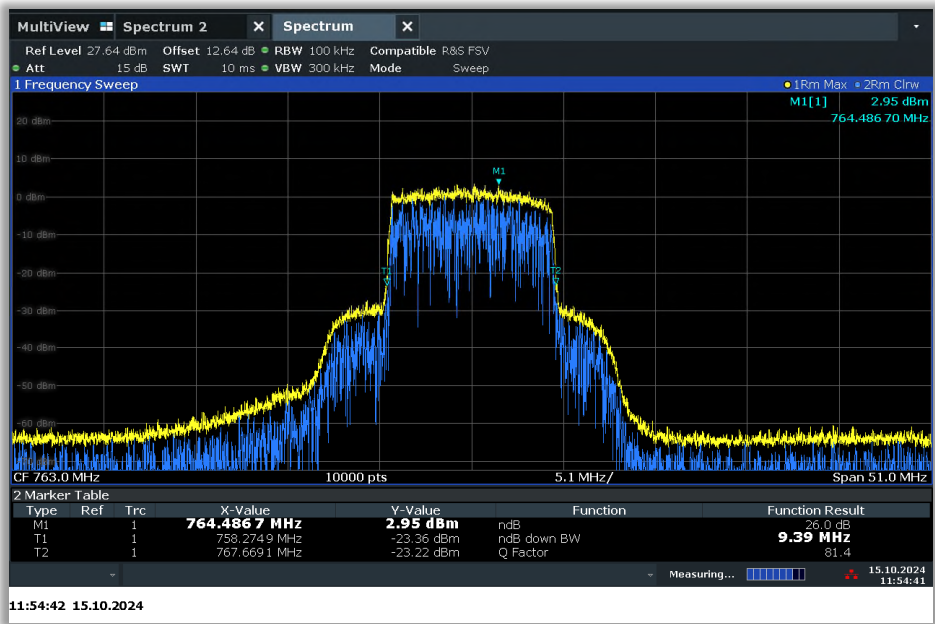 MultiView Spectrum 2 X Spectrum X
Ref Level 27.64 dBm Offset 12.64 dB RBW 100 kHz Compatible R&S FSV
Att 15 dB SWT 10 ms VBW 300 kHz Mode Sweep
1 Frequency Sweep 1Rm Max 2Rm Clrw
M1[1] 2.95 dBm
764.486 70 MHz
20 dBm
10 dBm
M1
0 dBm
-10 dBm
-20 dBm
T1 T2
-30 dBm
-40 dBm
-50 dBm
-60 dBm
CF 763.0 MHz 10000 pts 5.1 MHz/ Span 51.0 MHz
2 Marker Table
Type Ref Trc X-Value Y-Value Function Function Result
M1 1 764.486 7 MHz 2.95 dBm ndB 26.0 dB
T1 1 758.274 9 MHz -23.36 dBm ndB down BW 9.39 MHz
T2 1 767.669 1 MHz -23.22 dBm Q Factor 81.4
Measuring... 15.10.2024
11:54:41
11:54:42 15.10.2024